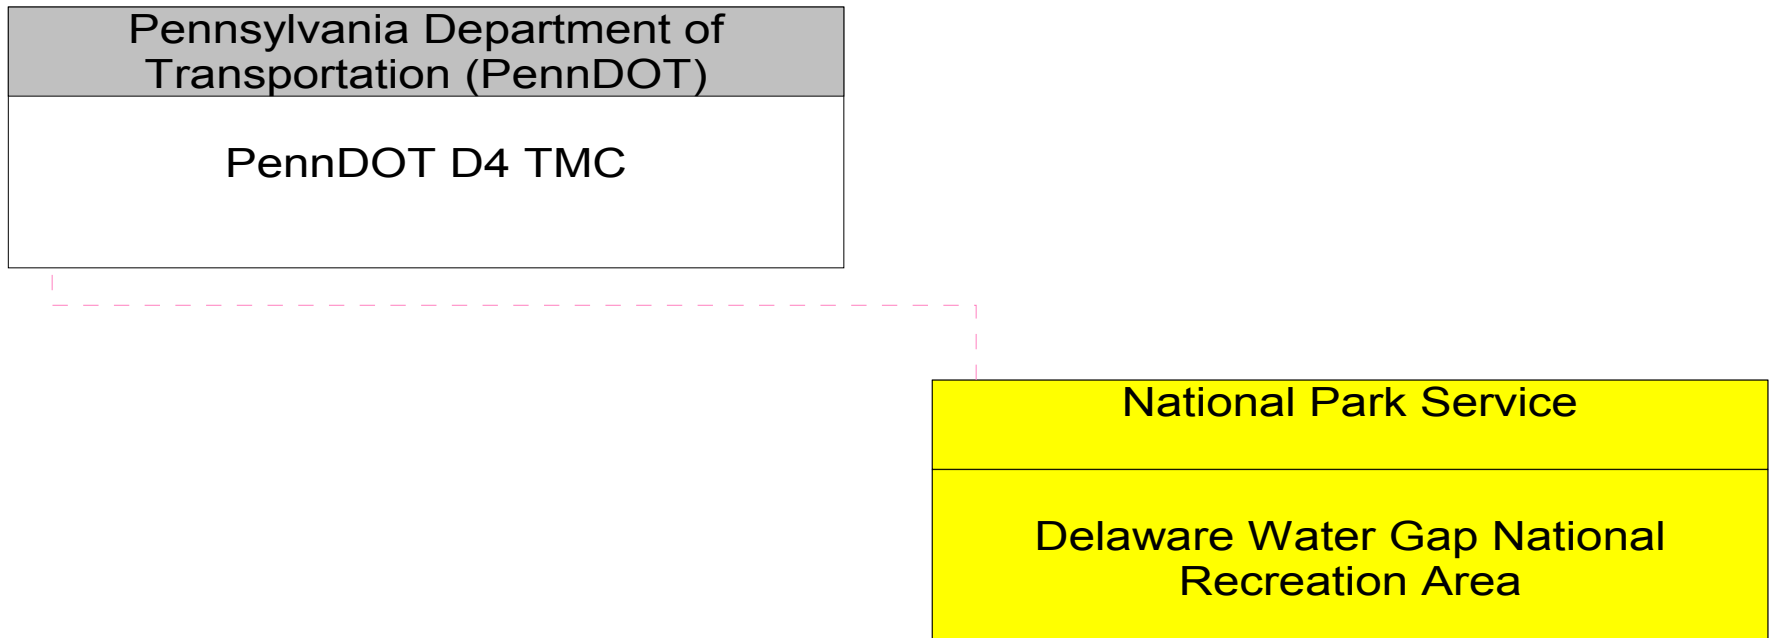 Pennsylvania Department of
Transportation (PennDOT)
PennDOT D4 TMC
National Park Service
Delaware Water Gap National
Recreation Area